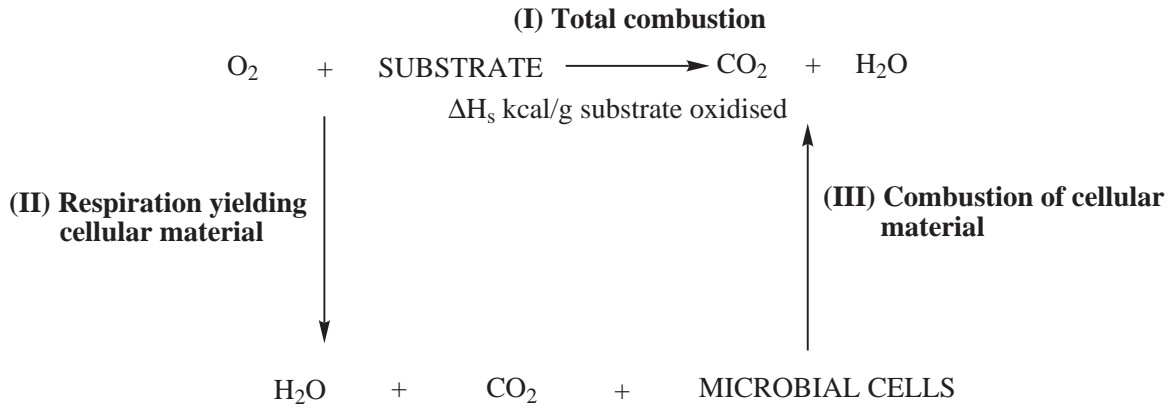 (I) Total combustion
O₂ + SUBSTRATE CO₂ + H₂O
ΔHₛ kcal/g substrate oxidised
(II) Respiration yielding
cellular material
(III) Combustion of cellular
material
H₂O + CO₂ + MICROBIAL CELLS